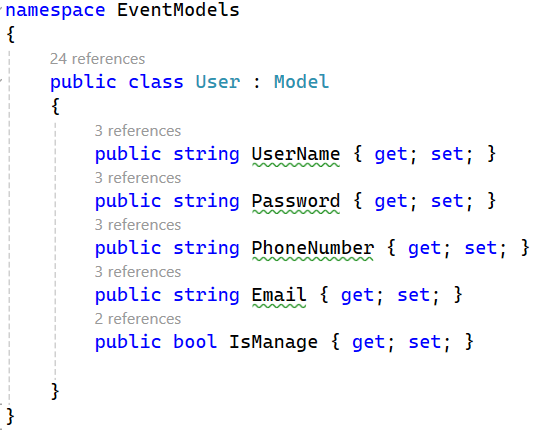 namespace EventModels
{
24 references
public class User : Model
{
3 references
public string UserName { get; set; }
3 references
public string Password { get; set; }
3 references
public string PhoneNumber { get; set; }
3 references
public string Email { get; set; }
2 references
public bool IsManage { get; set; }
}
}